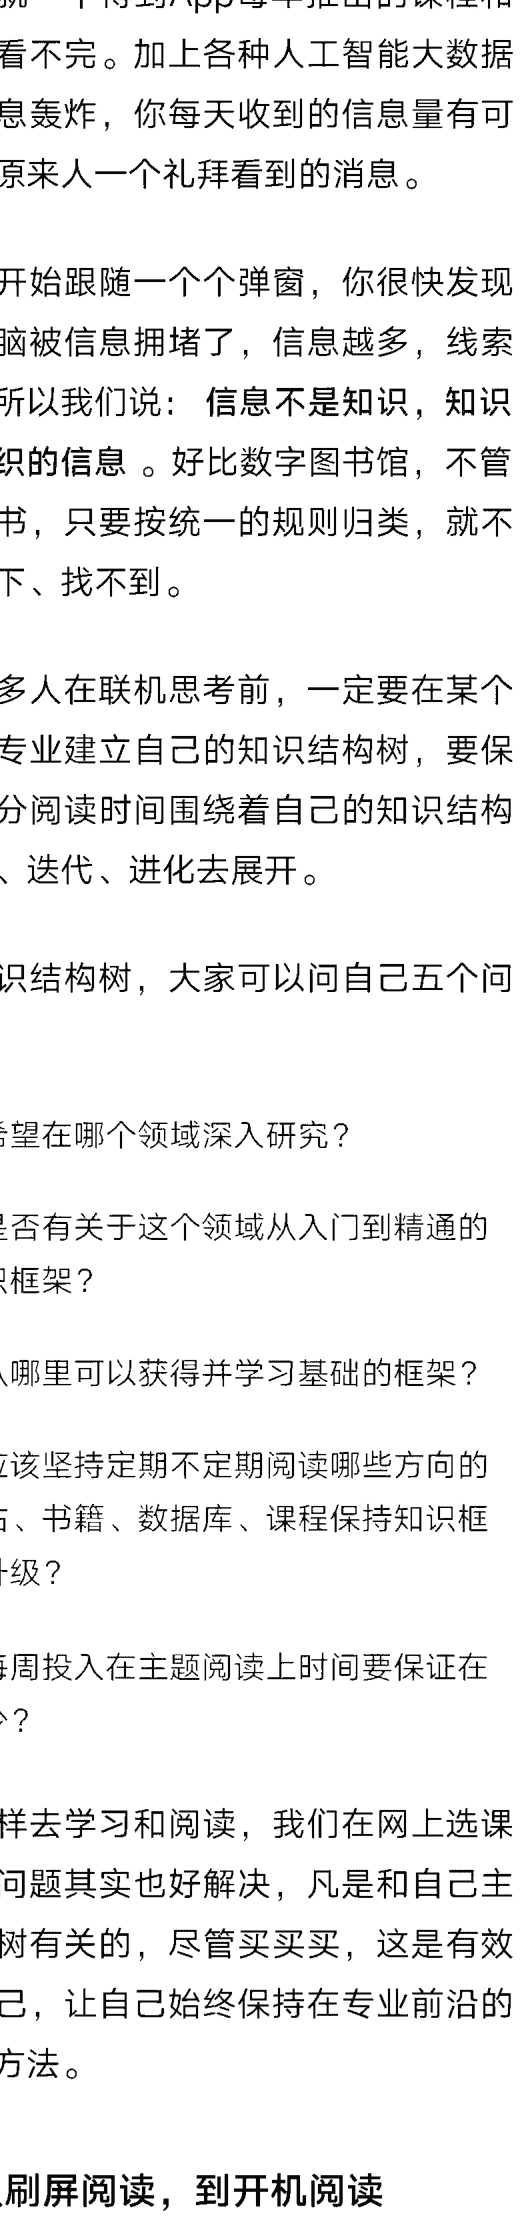 就一个得到App每年推出的课程和
看不完。加上各种人工智能大数据
息轰炸，你每天收到的信息量有可
原来人一个礼拜看到的消息。
开始跟随一个个弹窗，你很快发现
脑被信息拥堵了，信息越多，线索
所以我们说： 信息不是知识，知识
织的信息 。好比数字图书馆，不管
书，只要按统一的规则归类，就不
下、找不到。
多人在联机思考前，一定要在某个
专业建立自己的知识结构树，要保
分阅读时间围绕着自己的知识结构
、迭代、进化去展开。
识结构树，大家可以问自己五个问
希望在哪个领域深入研究？
是否有关于这个领域从入门到精通的
识框架？
从哪里可以获得并学习基础的框架？
应该坚持定期不定期阅读哪些方向的
、书籍、数据库、课程保持知识框
升级？
每周投入在主题阅读上时间要保证在
少？
样去学习和阅读，我们在网上选课
问题其实也好解决，凡是和自己主
树有关的，尽管买买买，这是有效
己，让自己始终保持在专业前沿的
方法。
刷屏阅读，到开机阅读